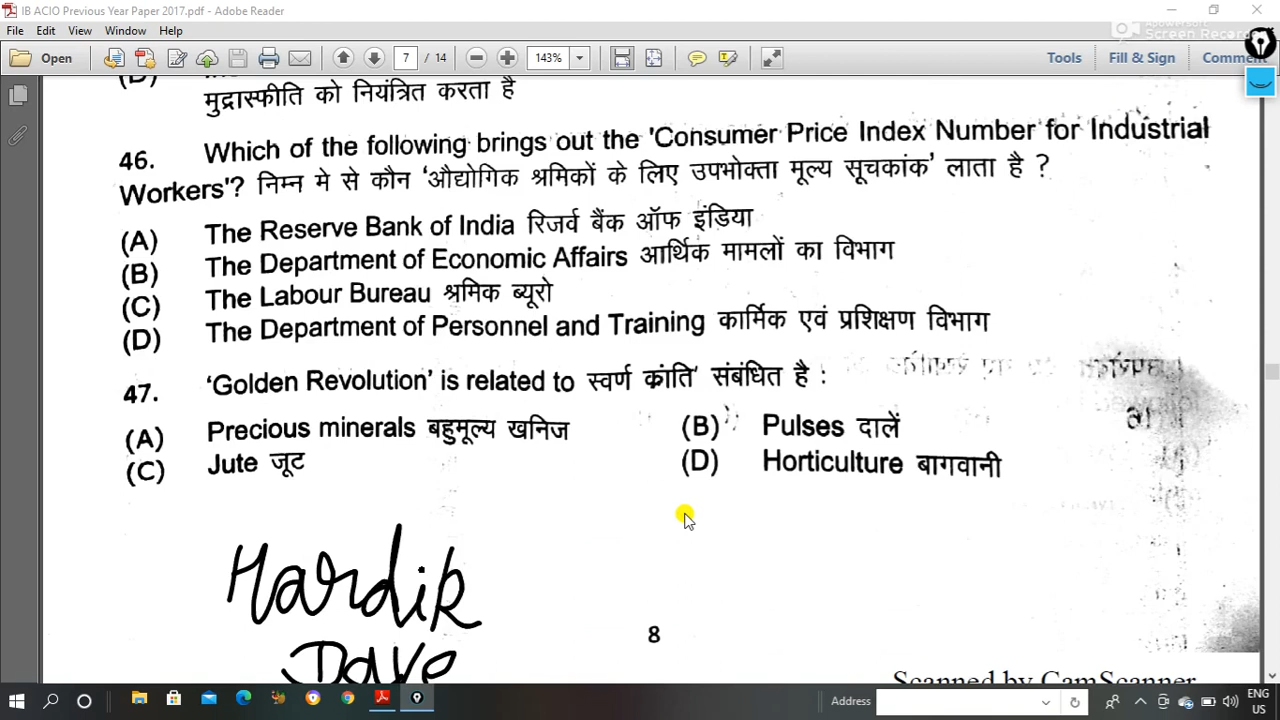 IB ACIO Previous Year Paper 2017.pdf - Adobe Reader
File Edit View Window Help
Apowersoft
Screen Recorder
Open 7 / 14 143% Tools Fill & Sign Comment
(D)
मुद्रास्फीति को नियंत्रित करता है
46. Which of the following brings out the 'Consumer Price Index Number for Industrial
Workers'? निम्न मे से कौन 'औद्योगिक श्रमिकों के लिए उपभोक्ता मूल्य सूचकांक' लाता है ?
(A) The Reserve Bank of India रिजर्व बैंक ऑफ इंडिया
(B) The Department of Economic Affairs आर्थिक मामलों का विभाग
(C) The Labour Bureau श्रमिक ब्यूरो
(D) The Department of Personnel and Training कार्मिक एवं प्रशिक्षण विभाग
47. 'Golden Revolution' is related to स्वर्ण कांति' संबंधित है :
(A) Precious minerals बहुमूल्य खनिज (B) Pulses दालें
(C) Jute जूट (D) Horticulture बागवानी
Hardik
Dave
8
Scanned by CamScanner
Address ENG
US